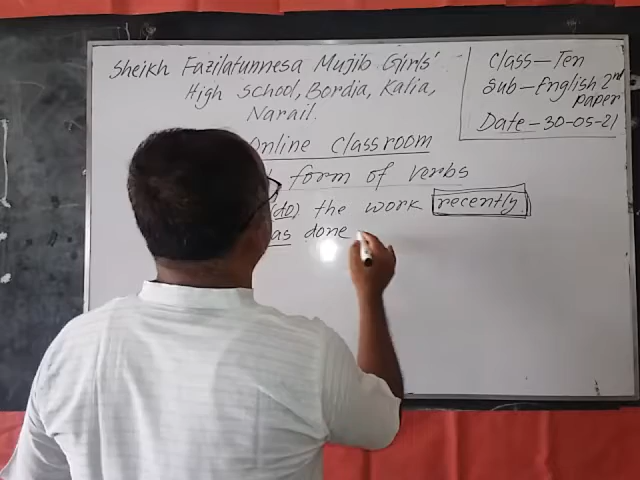 Sheikh Fazilatunnesa Mujib Girls'
High School, Bordia, Kalia,
Narail.
Class-Ten
Sub-English 2nd
paper
Date-30-05-21
Online classroom
form of verbs
(do) the work recently
as done